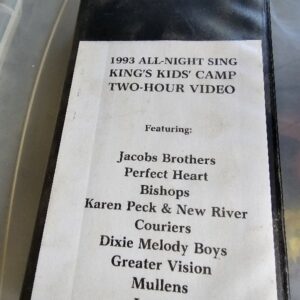 1993 ALL-NIGHT SING
KING'S KIDS' CAMP
TWO-HOUR VIDEO
Featuring:
Jacobs Brothers
Perfect Heart
Bishops
Karen Peck & New River
Couriers
Dixie Melody Boys
Greater Vision
Mullens